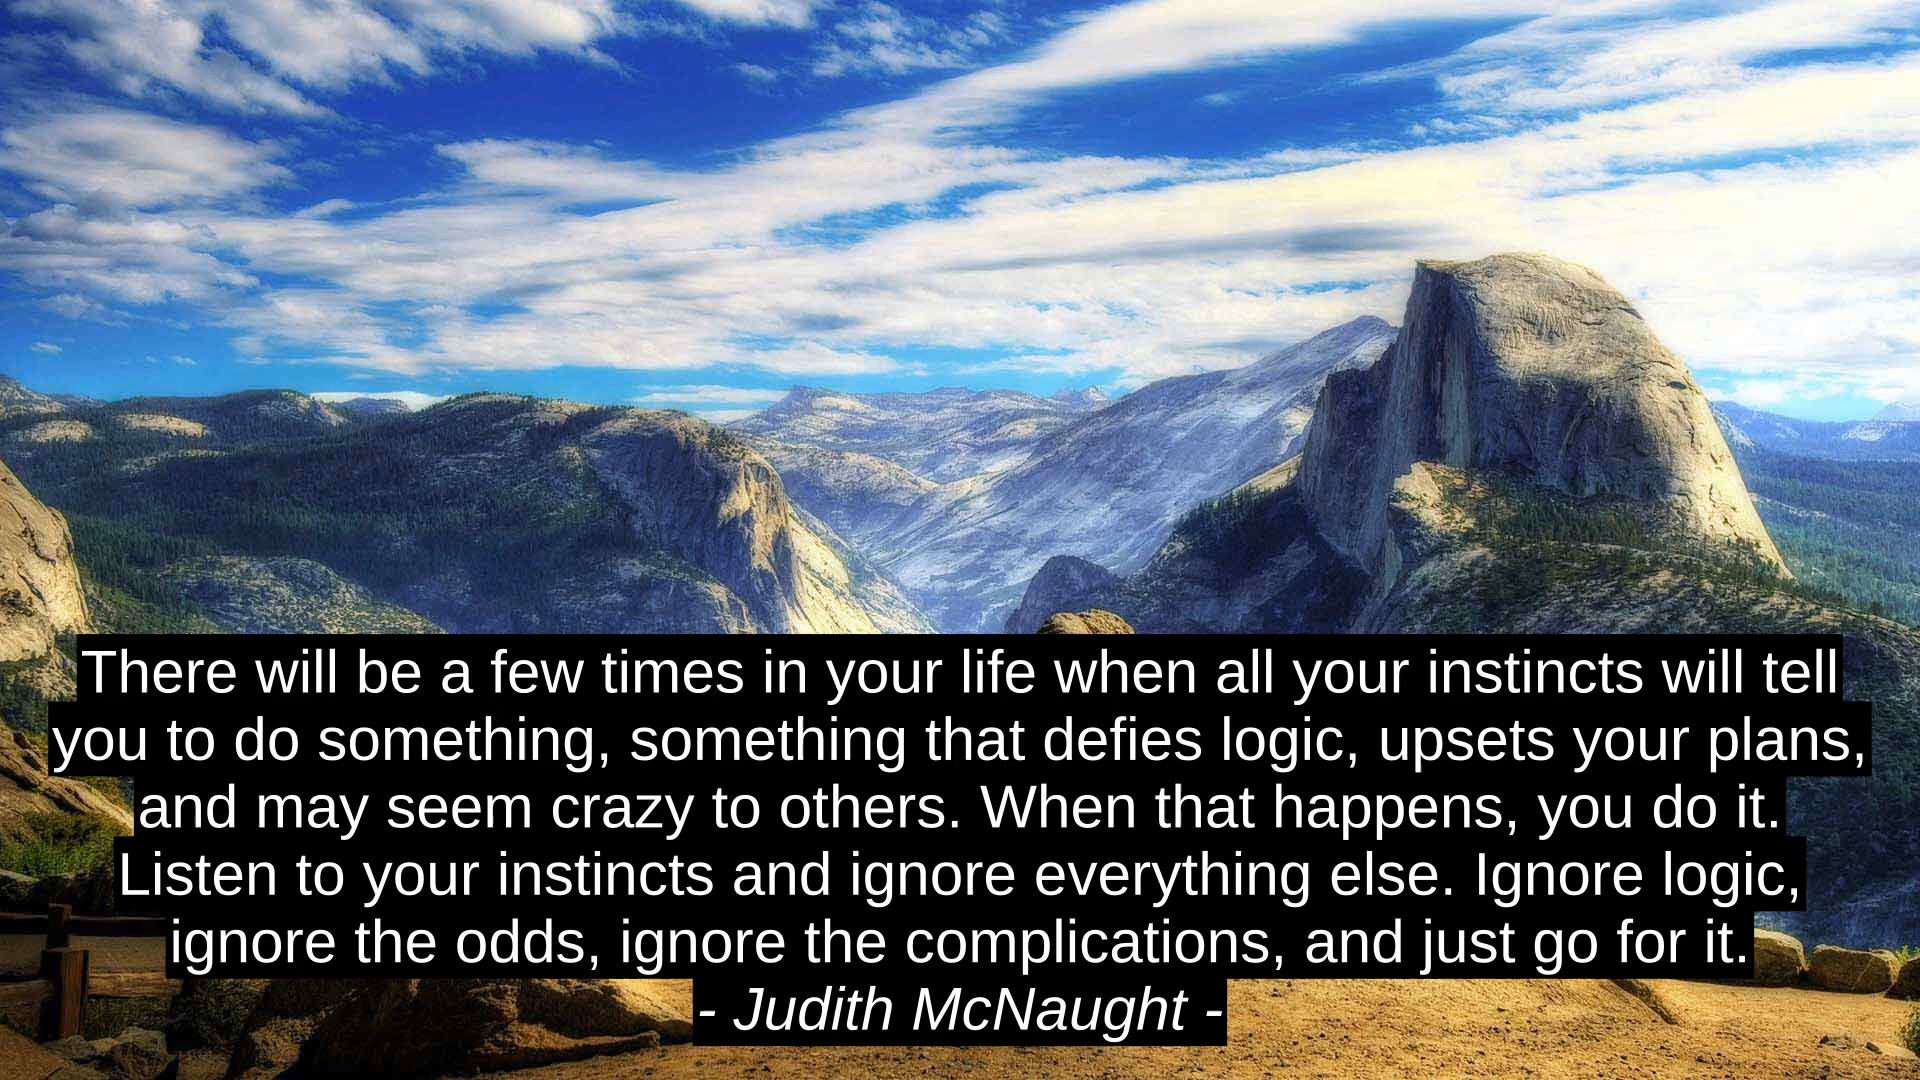 There will be a few times in your life when all your instincts will tell
you to do something, something that defies logic, upsets your plans,
and may seem crazy to others. When that happens, you do it.
Listen to your instincts and ignore everything else. Ignore logic,
ignore the odds, ignore the complications, and just go for it.
- Judith McNaught -